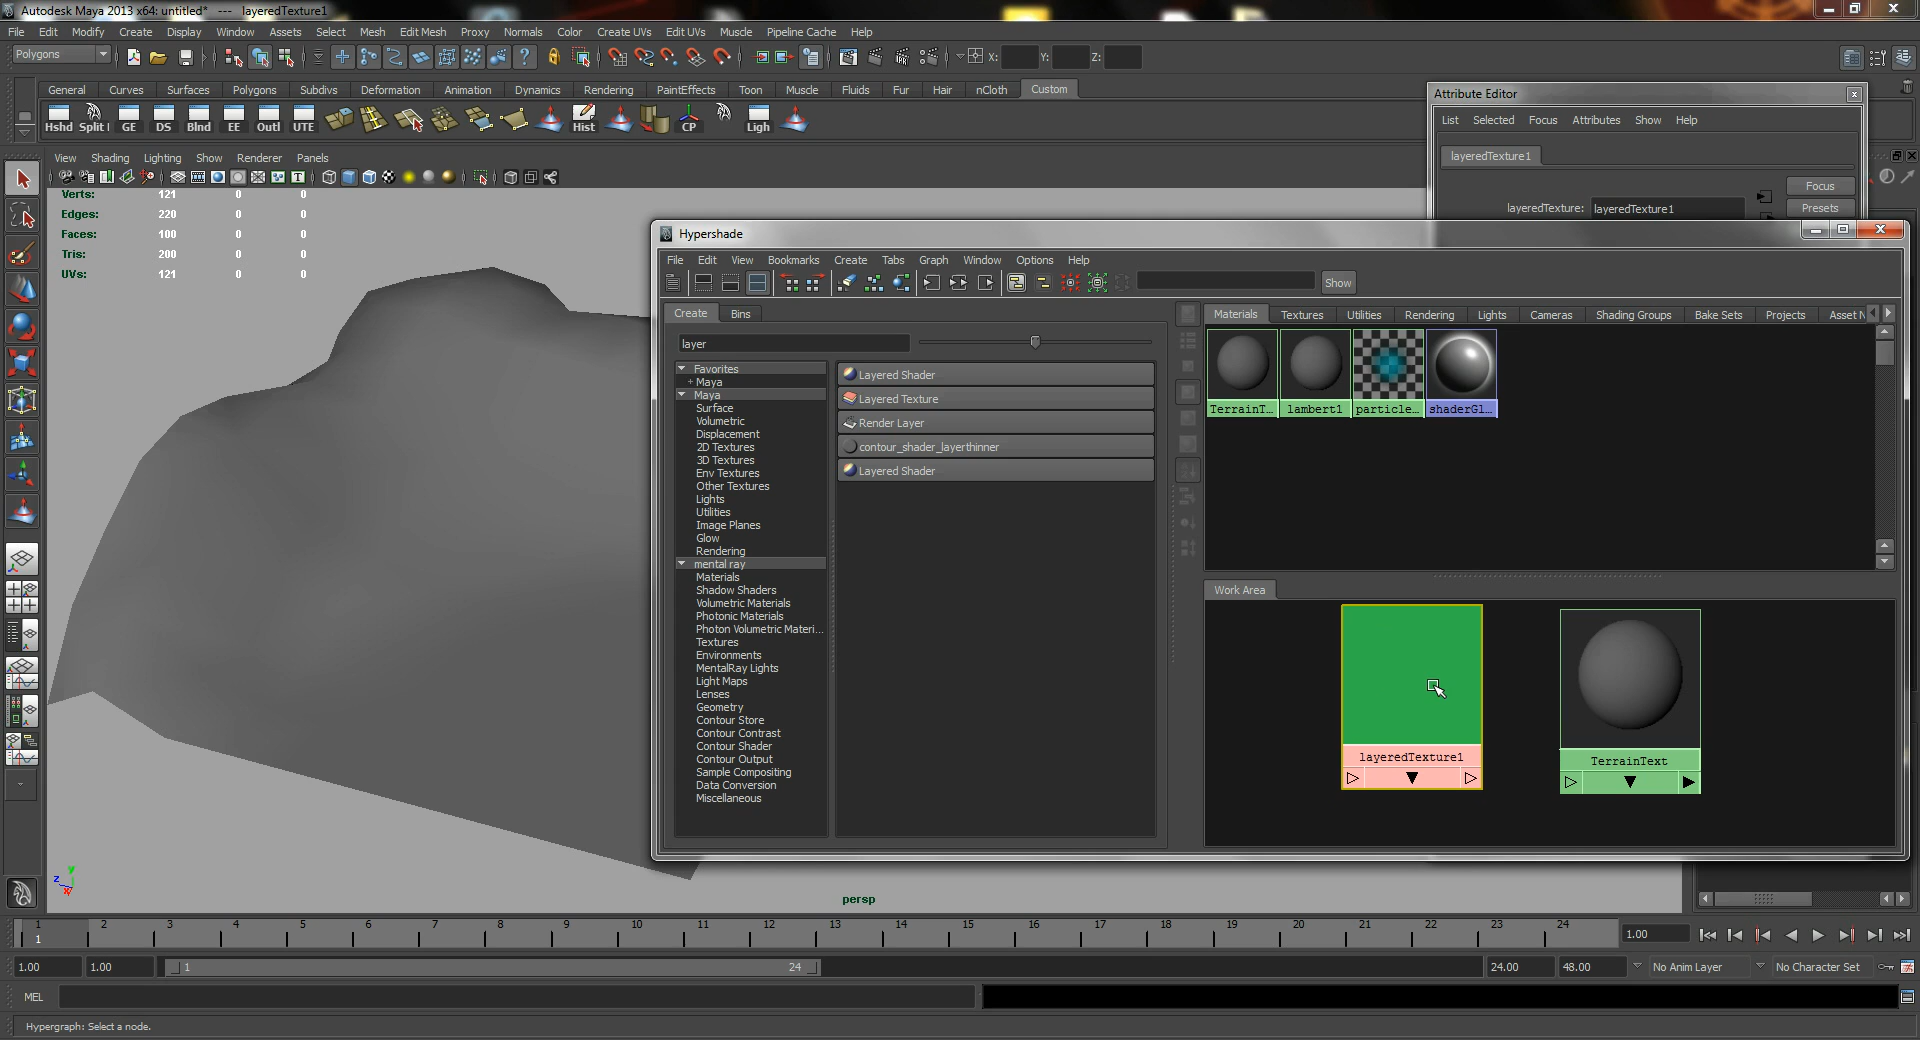 Autodesk Maya 2013 x64: untitled* --- layeredTexture1
File Edit Modify Create Display Window Assets Select Mesh Edit Mesh Proxy Normals Color Create UVs Edit UVs Muscle Pipeline Cache Help
Polygons X: Y: Z:
General Curves Surfaces Polygons Subdivs Deformation Animation Dynamics Rendering PaintEffects Toon Muscle Fluids Fur Hair nCloth Custom
Hshd Split GE DS Blnd EE Outl UTE Hist CP Ligh
View Shading Lighting Show Renderer Panels
Verts: 121 0 0
Edges: 220 0 0
Faces: 100 0 0
Tris: 200 0 0
UVs: 121 0 0
Attribute Editor
List Selected Focus Attributes Show Help
layeredTexture1
Focus
layeredTexture: layeredTexture1 Presets
Hypershade
File Edit View Bookmarks Create Tabs Graph Window Options Help
Show
Create Bins
layer
Favorites
+ Maya
Maya
Surface
Volumetric
Displacement
2D Textures
3D Textures
Env Textures
Other Textures
Lights
Utilities
Image Planes
Glow
Rendering
mental ray
Materials
Shadow Shaders
Volumetric Materials
Photonic Materials
Photon Volumetric Materi...
Textures
Environments
MentalRay Lights
Light Maps
Lenses
Geometry
Contour Store
Contour Contrast
Contour Shader
Contour Output
Sample Compositing
Data Conversion
Miscellaneous
Layered Shader
Layered Texture
Render Layer
contour_shader_layerthinner
Layered Shader
Materials Textures Utilities Rendering Lights Cameras Shading Groups Bake Sets Projects Asset N
TerrainT... lambert1 particle... shaderGl...
Work Area
layeredTexture1
TerrainText
persp
z y x
1 2 3 4 5 6 7 8 9 10 11 12 13 14 15 16 17 18 19 20 21 22 23 24
1 1.00
1.00 1.00 1 24 24.00 48.00 No Anim Layer No Character Set
MEL
Hypergraph: Select a node.